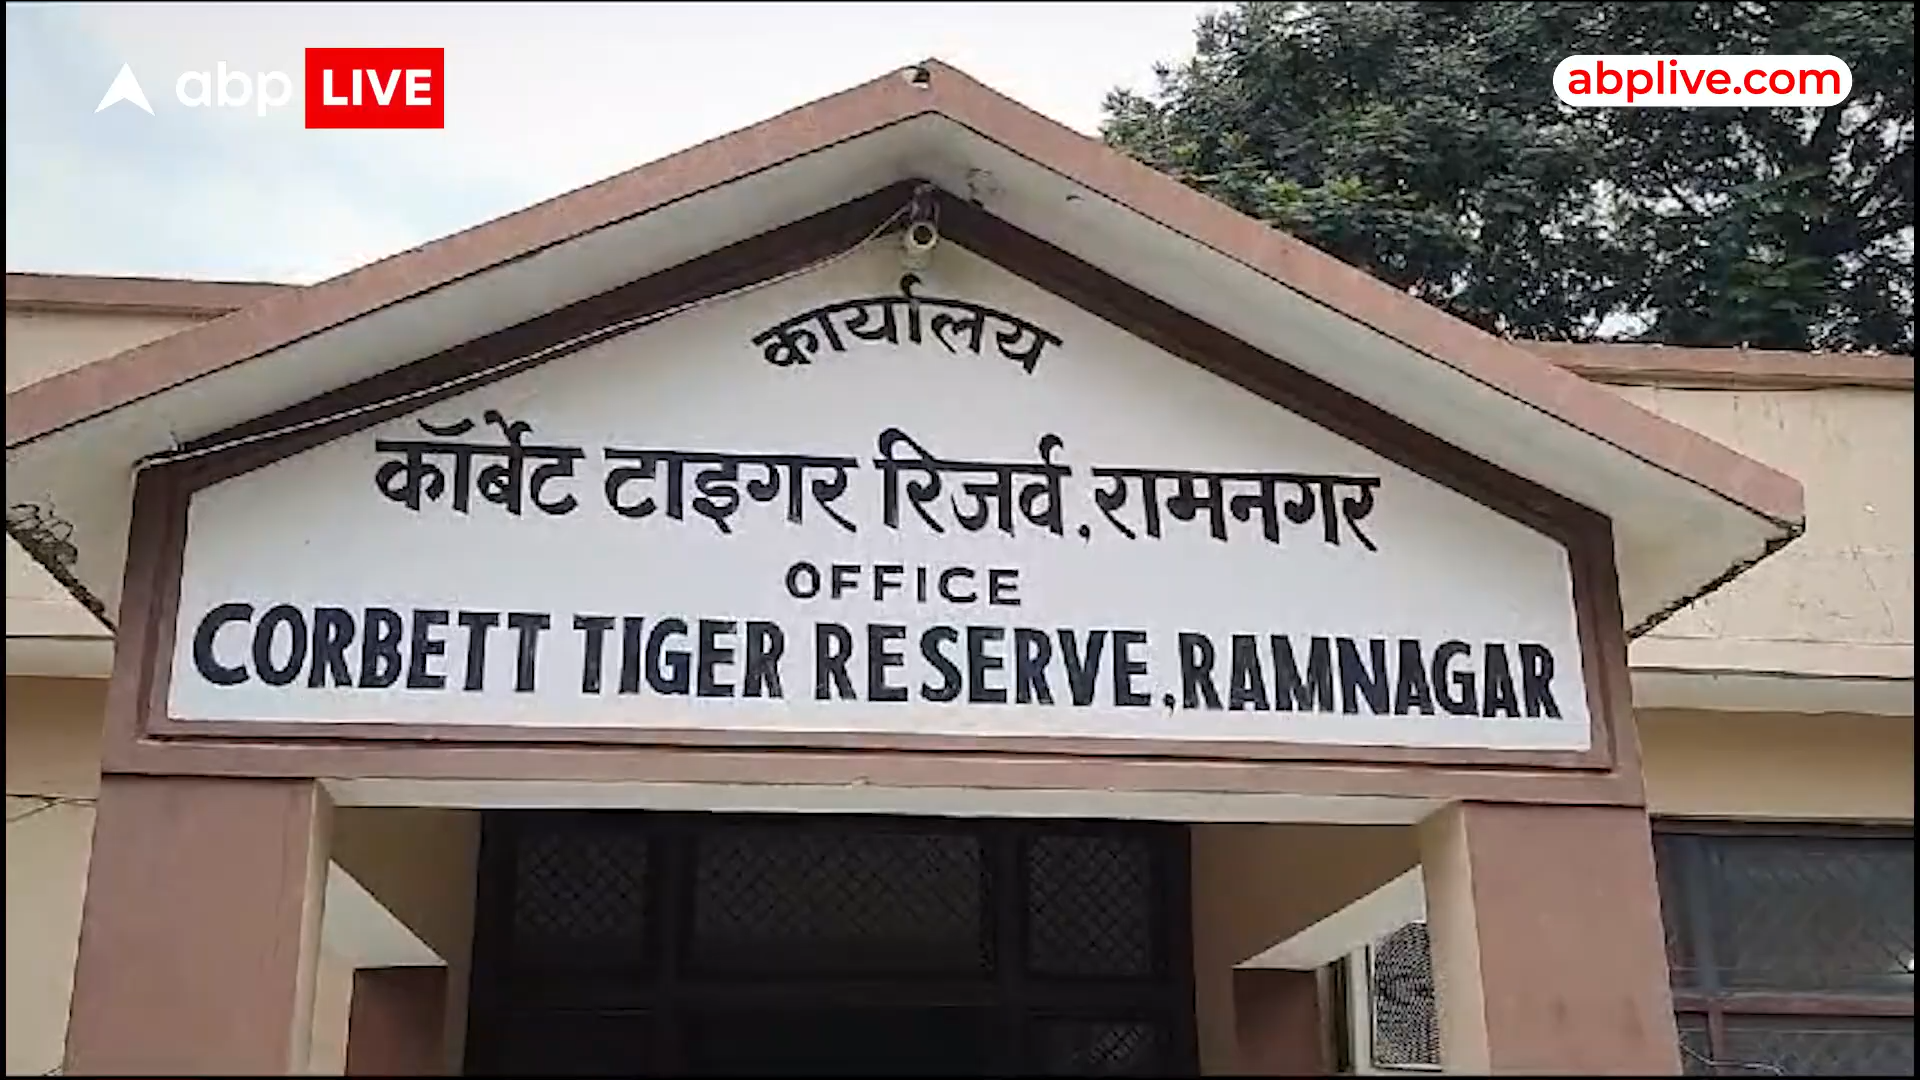 abp LIVE
abplive.com
कार्यालय
कॉर्बेट टाइगर रिजर्व,रामनगर
OFFICE
CORBETT TIGER RESERVE,RAMNAGAR